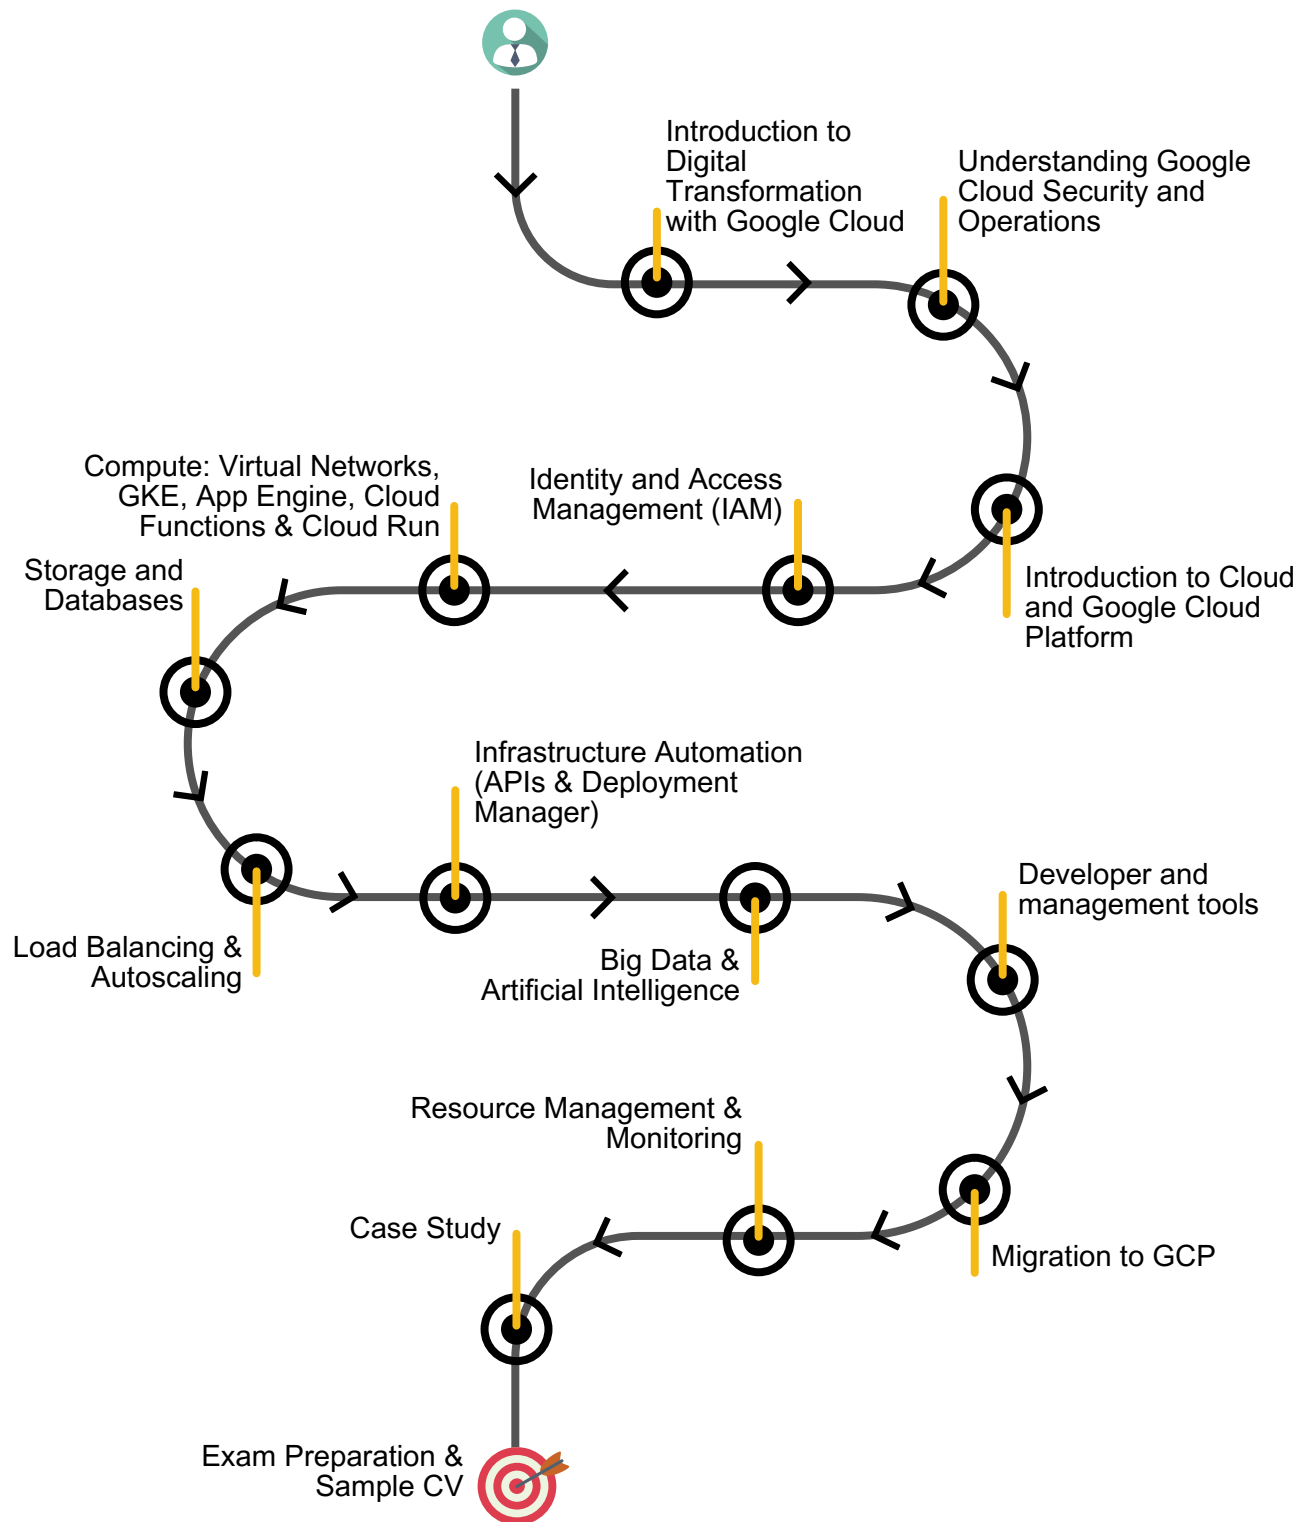 Introduction to
Digital
Transformation
with Google Cloud
Understanding Google
Cloud Security and
Operations
Introduction to Cloud
and Google Cloud
Platform
Identity and Access
Management (IAM)
Compute: Virtual Networks,
GKE, App Engine, Cloud
Functions & Cloud Run
Storage and
Databases
Load Balancing &
Autoscaling
Infrastructure Automation
(APIs & Deployment
Manager)
Big Data &
Artificial Intelligence
Developer and
management tools
Migration to GCP
Resource Management &
Monitoring
Case Study
Exam Preparation &
Sample CV